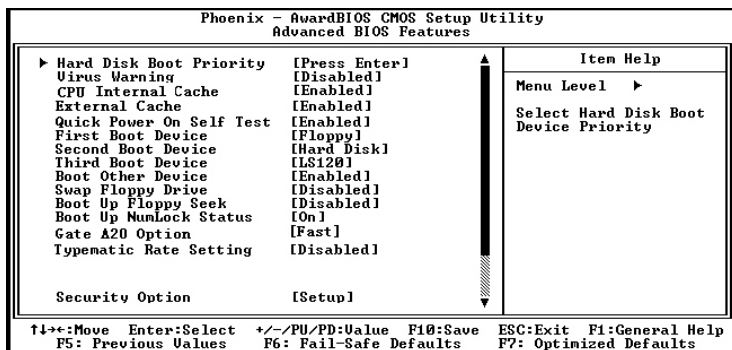 Phoenix - AwardBIOS CMOS Setup Utility
Advanced BIOS Features
▶ Hard Disk Boot Priority [Press Enter]
Virus Warning [Disabled]
CPU Internal Cache [Enabled]
External Cache [Enabled]
Quick Power On Self Test [Enabled]
First Boot Device [Floppy]
Second Boot Device [Hard Disk]
Third Boot Device [LS120]
Boot Other Device [Enabled]
Swap Floppy Drive [Disabled]
Boot Up Floppy Seek [Disabled]
Boot Up NumLock Status [On]
Gate A20 Option [Fast]
Typematic Rate Setting [Disabled]
Security Option [Setup]
Item Help
Menu Level ▶
Select Hard Disk Boot
Device Priority
↑↓→←:Move Enter:Select +/-/PU/PD:Value F10:Save ESC:Exit F1:General Help
F5: Previous Values F6: Fail-Safe Defaults F7: Optimized Defaults